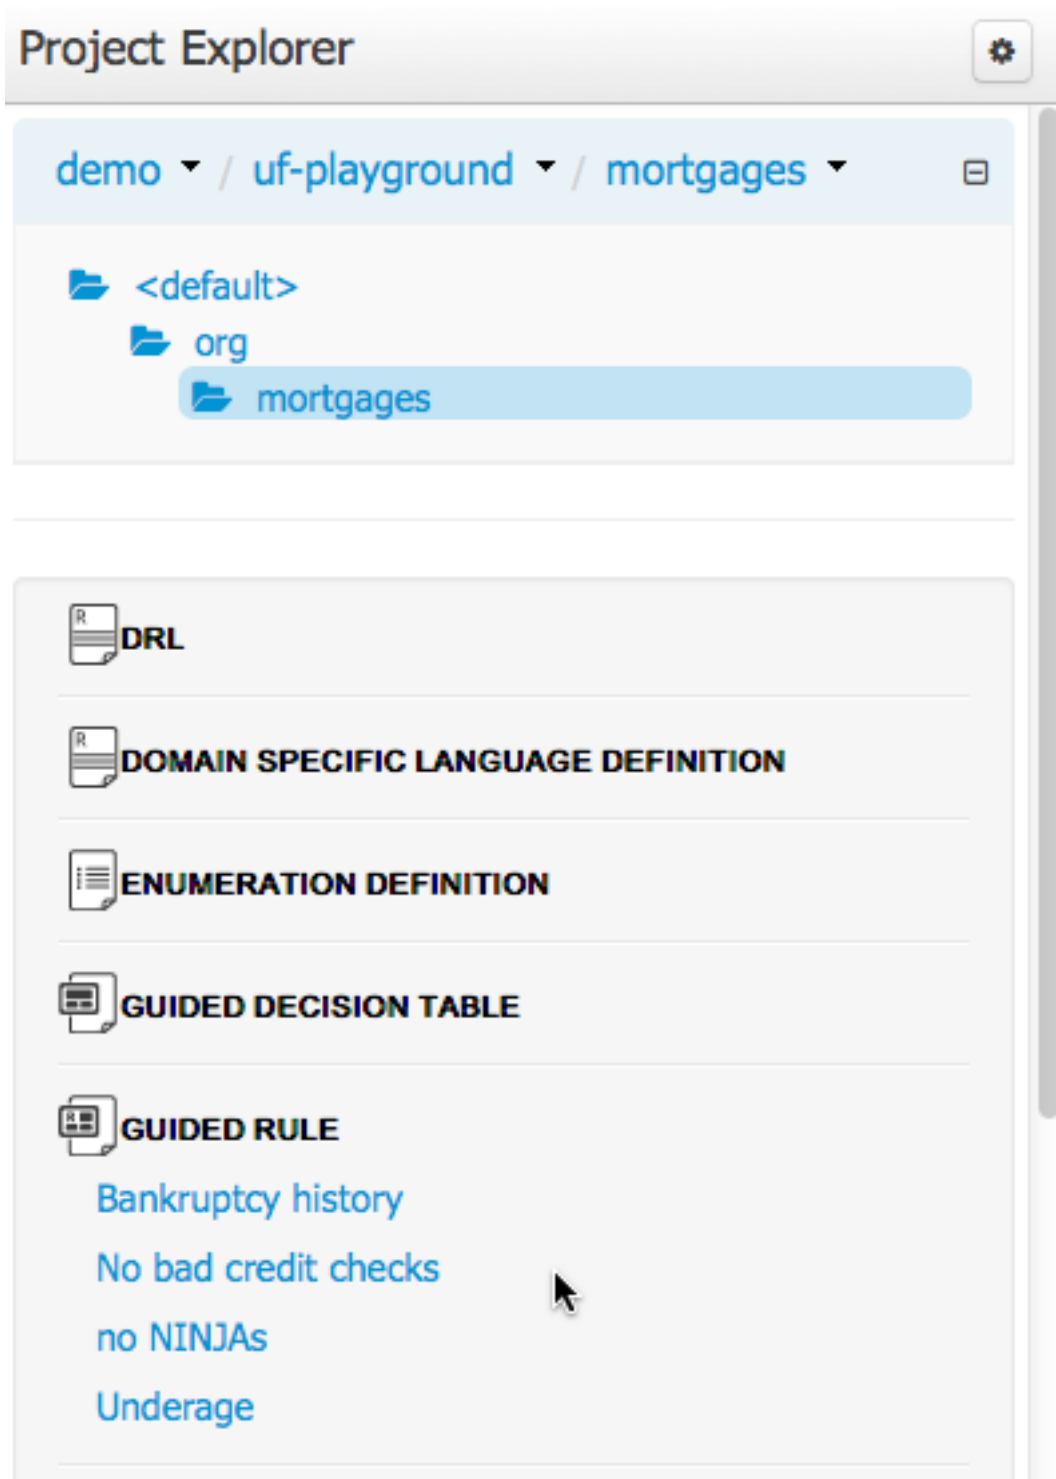 Project Explorer
demo / uf-playground / mortgages
<default>
org
mortgages
R DRL
R DOMAIN SPECIFIC LANGUAGE DEFINITION
ENUMERATION DEFINITION
GUIDED DECISION TABLE
R GUIDED RULE
Bankruptcy history
No bad credit checks
no NINJAs
Underage